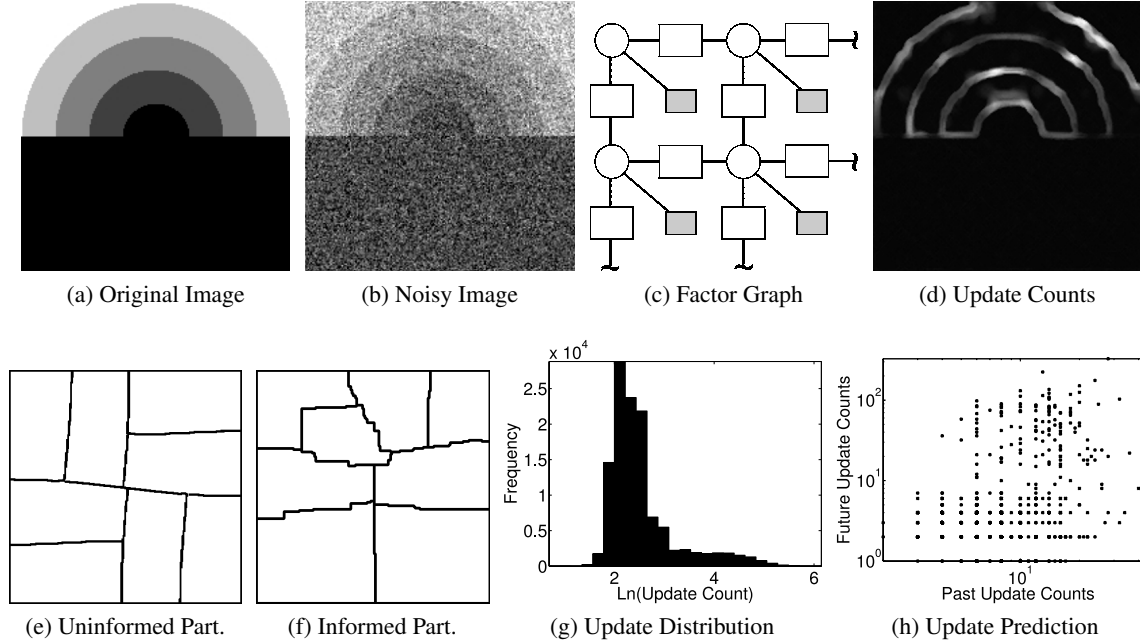 (a) Original Image
(b) Noisy Image
(c) Factor Graph
(d) Update Counts
(e) Uninformed Part.
(f) Informed Part.
x 10^4
2.5
2
1.5
1
0.5
0
Frequency
2 4 6
Ln(Update Count)
(g) Update Distribution
10^2
10^1
10^0
Future Update Counts
10^1
Past Update Counts
(h) Update Prediction